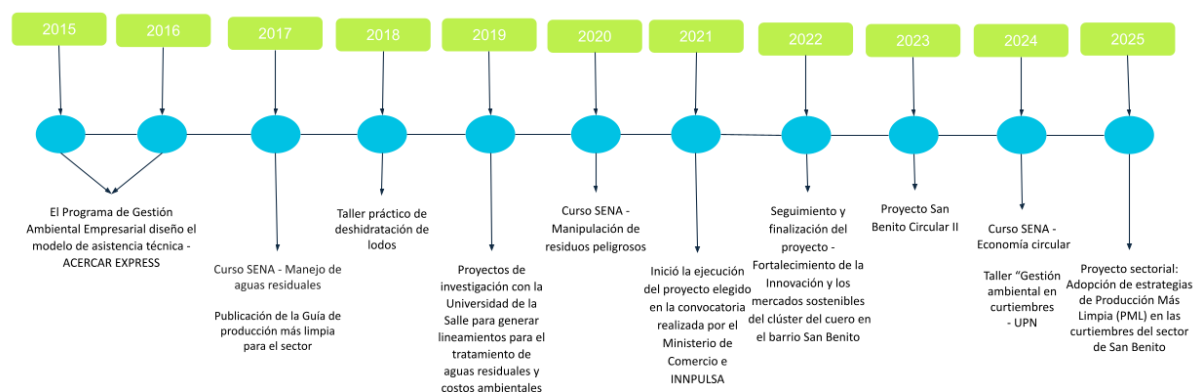 2015
2016
2017
2018
2019
2020
2021
2022
2023
2024
2025
El Programa de Gestión
Ambiental Empresarial diseño el
modelo de asistencia técnica -
ACERCAR EXPRESS
Curso SENA - Manejo de
aguas residuales
Publicación de la Guía de
producción más limpia
para el sector
Taller práctico de
deshidratación de
lodos
Proyectos de
investigación con la
Universidad de la
Salle para generar
lineamientos para el
tratamiento de
aguas residuales y
costos ambientales
Curso SENA -
Manipulación de
residuos peligrosos
Inició la ejecución
del proyecto elegido
en la convocatoria
realizada por el
Ministerio de
Comercio e
INNPULSA
Seguimiento y
finalización del
proyecto -
Fortalecimiento de la
Innovación y los
mercados sostenibles
del clúster del cuero en
el barrio San Benito
Proyecto San
Benito Circular II
Curso SENA -
Economía circular
Taller “Gestión
ambiental en
curtiembres
- UPN
Proyecto sectorial:
Adopción de estrategias
de Producción Más
Limpia (PML) en las
curtiembres del sector
de San Benito